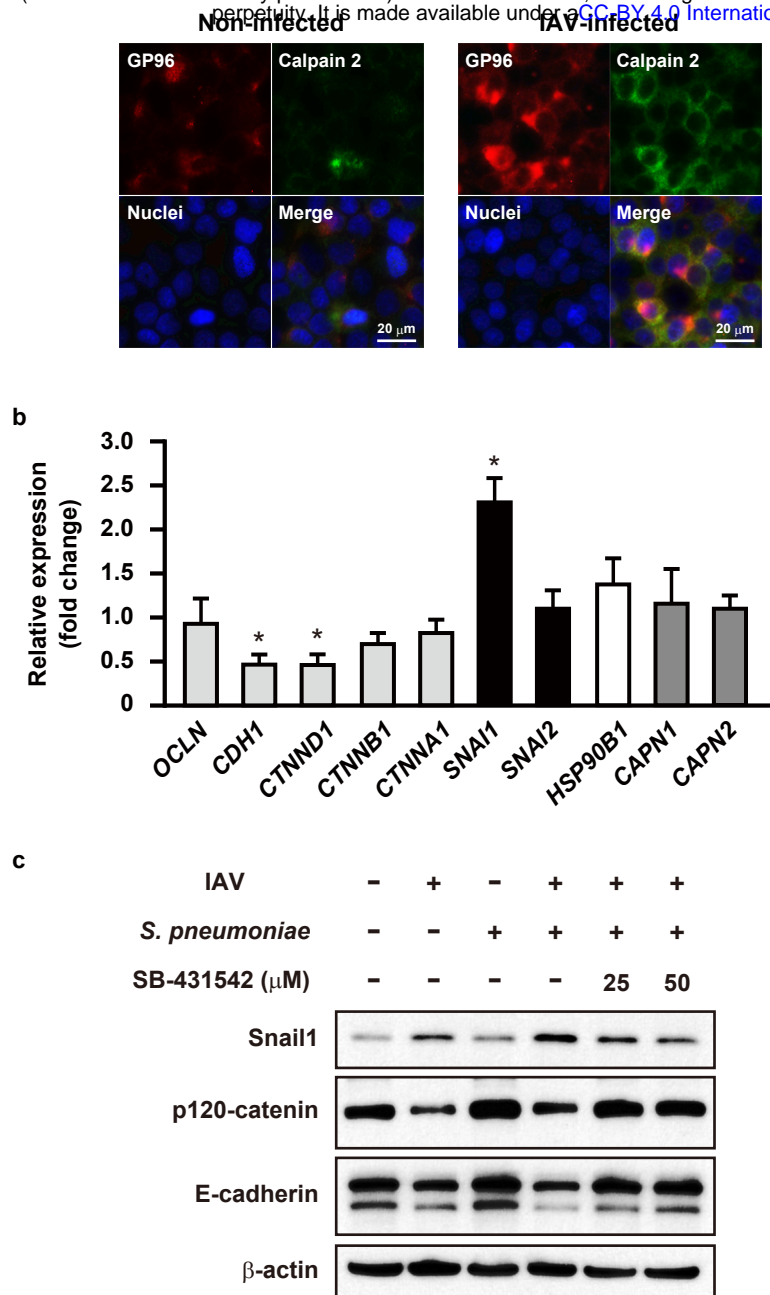 perpetuity. It is made available under aCC-BY 4.0 Internatio
Non-infected IAV-infected
GP96 Calpain 2 GP96 Calpain 2
Nuclei Merge Nuclei Merge
20 μm 20 μm
b
Relative expression
(fold change)
3.0
2.5
2.0
1.5
1.0
0.5
0
* * *
OCLN CDH1 CTNND1 CTNNB1 CTNNA1 SNAI1 SNAI2 HSP90B1 CAPN1 CAPN2
c
IAV – + – + + +
S. pneumoniae – – + + + +
SB-431542 (μM) – – – – 25 50
Snail1
p120-catenin
E-cadherin
β-actin